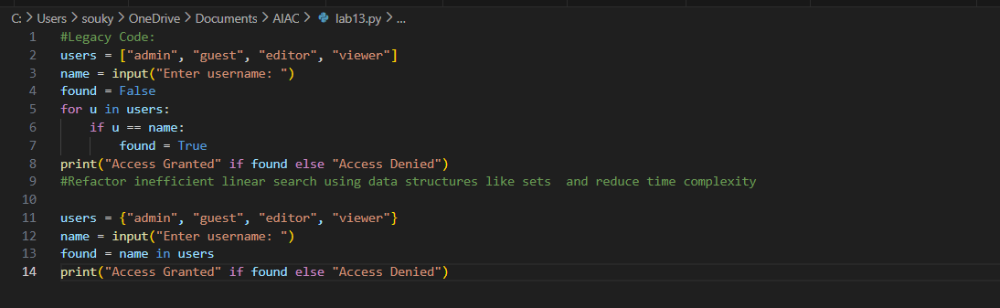 C: > Users > souky > OneDrive > Documents > AIAC > lab13.py > ...
1 #Legacy Code:
2 users = ["admin", "guest", "editor", "viewer"]
3 name = input("Enter username: ")
4 found = False
5 for u in users:
6     if u == name:
7         found = True
8 print("Access Granted" if found else "Access Denied")
9 #Refactor inefficient linear search using data structures like sets  and reduce time complexity
10
11 users = {"admin", "guest", "editor", "viewer"}
12 name = input("Enter username: ")
13 found = name in users
14 print("Access Granted" if found else "Access Denied")